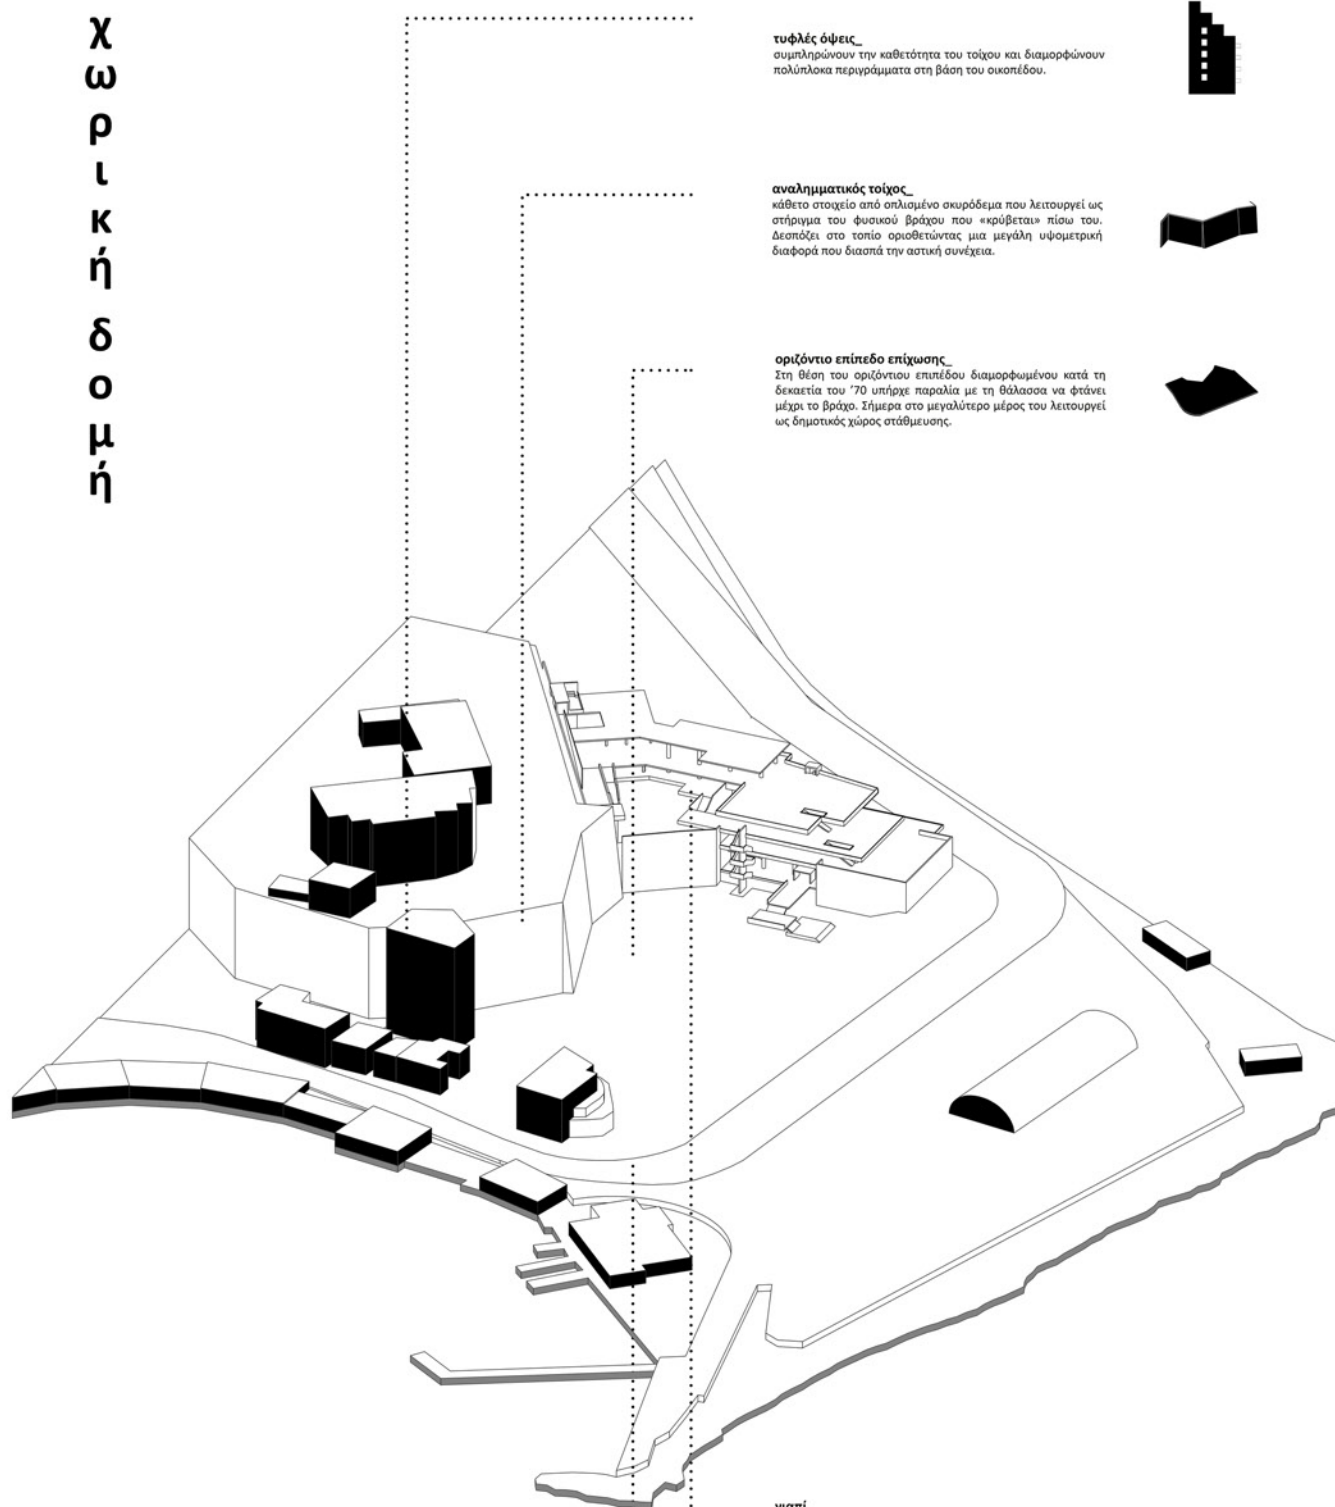 χωρική δομή
τυφλές όψεις_
συμπληρώνουν την καθετότητα του τοίχου και διαμορφώνουν
πολύπλοκα περιγράμματα στη βάση του οικοπέδου.
αναλημματικός τοίχος_
κάθετο στοιχείο από οπλισμένο σκυρόδεμα που λειτουργεί ως
στήριγμα του φυσικού βράχου που «κρύβεται» πίσω του.
Δεσπόζει στο τοπίο οριοθετώντας μια μεγάλη υψομετρική
διαφορά που διασπά την αστική συνέχεια.
οριζόντιο επίπεδο επίχωσης_
Στη θέση του οριζόντιου επιπέδου διαμορφωμένου κατά τη
δεκαετία του ’70 υπήρχε παραλία με τη θάλασσα να φτάνει
μέχρι το βράχο. Σήμερα στο μεγαλύτερο μέρος του λειτουργεί
ως δημοτικός χώρος στάθμευσης.